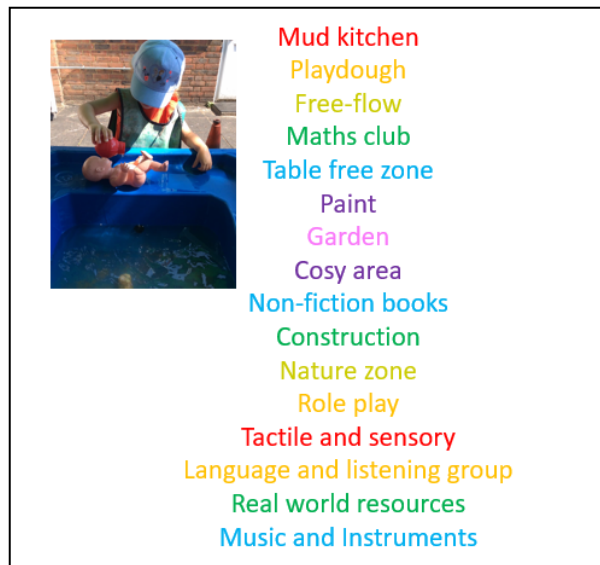 Mud kitchen
Playdough
Free-flow
Maths club
Table free zone
Paint
Garden
Cosy area
Non-fiction books
Construction
Nature zone
Role play
Tactile and sensory
Language and listening group
Real world resources
Music and Instruments